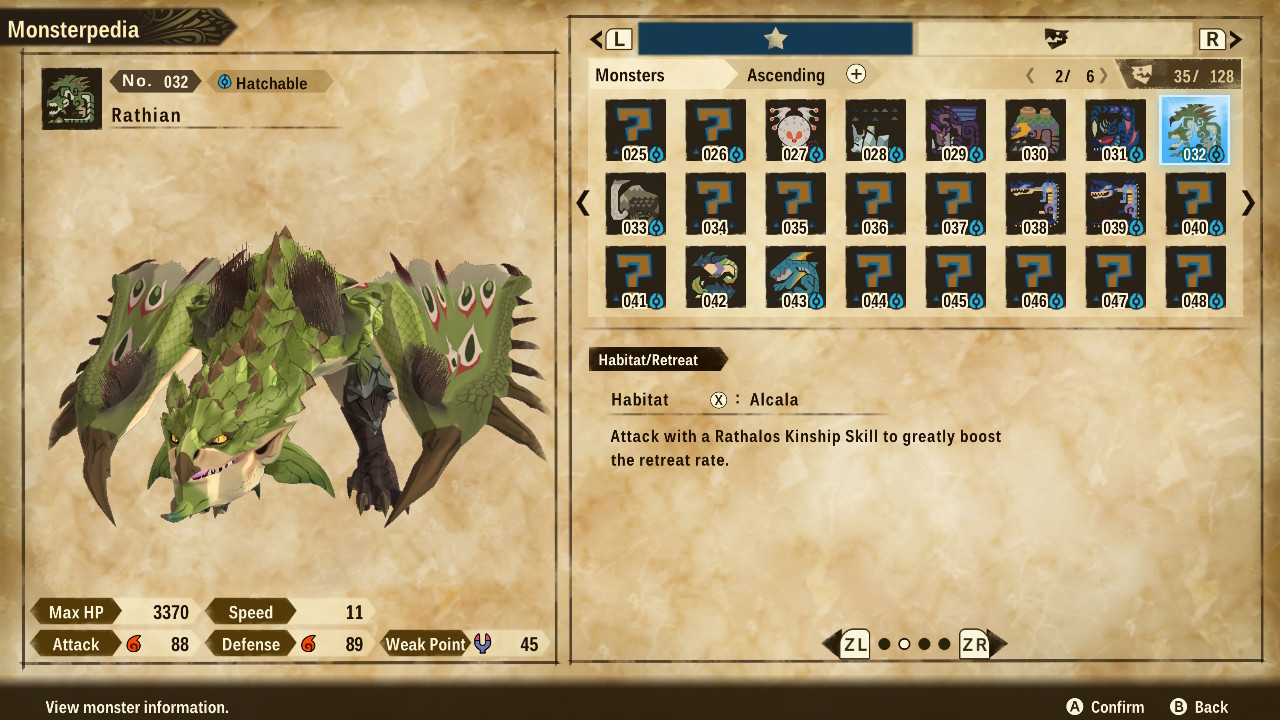 Monsterpedia
No. 032 Hatchable
Rathian
L R
Monsters Ascending + 2/ 6 35/ 128
? 025 ? 026 027 028 029 030 031 032
033 ? 034 ? 035 ? 036 ? 037 038 039 ? 040
? 041 042 043 ? 044 ? 045 ? 046 ? 047 ? 048
Habitat/Retreat
Habitat X : Alcala
Attack with a Rathalos Kinship Skill to greatly boost
the retreat rate.
Max HP 3370 Speed 11
Attack 88 Defense 89 Weak Point 45
ZL ZR
View monster information.
A Confirm B Back